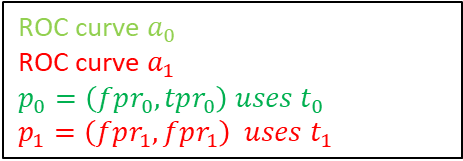 ROC curve a₀
ROC curve a₁
p₀ = (fpr₀, tpr₀) uses t₀
p₁ = (fpr₁, fpr₁) uses t₁